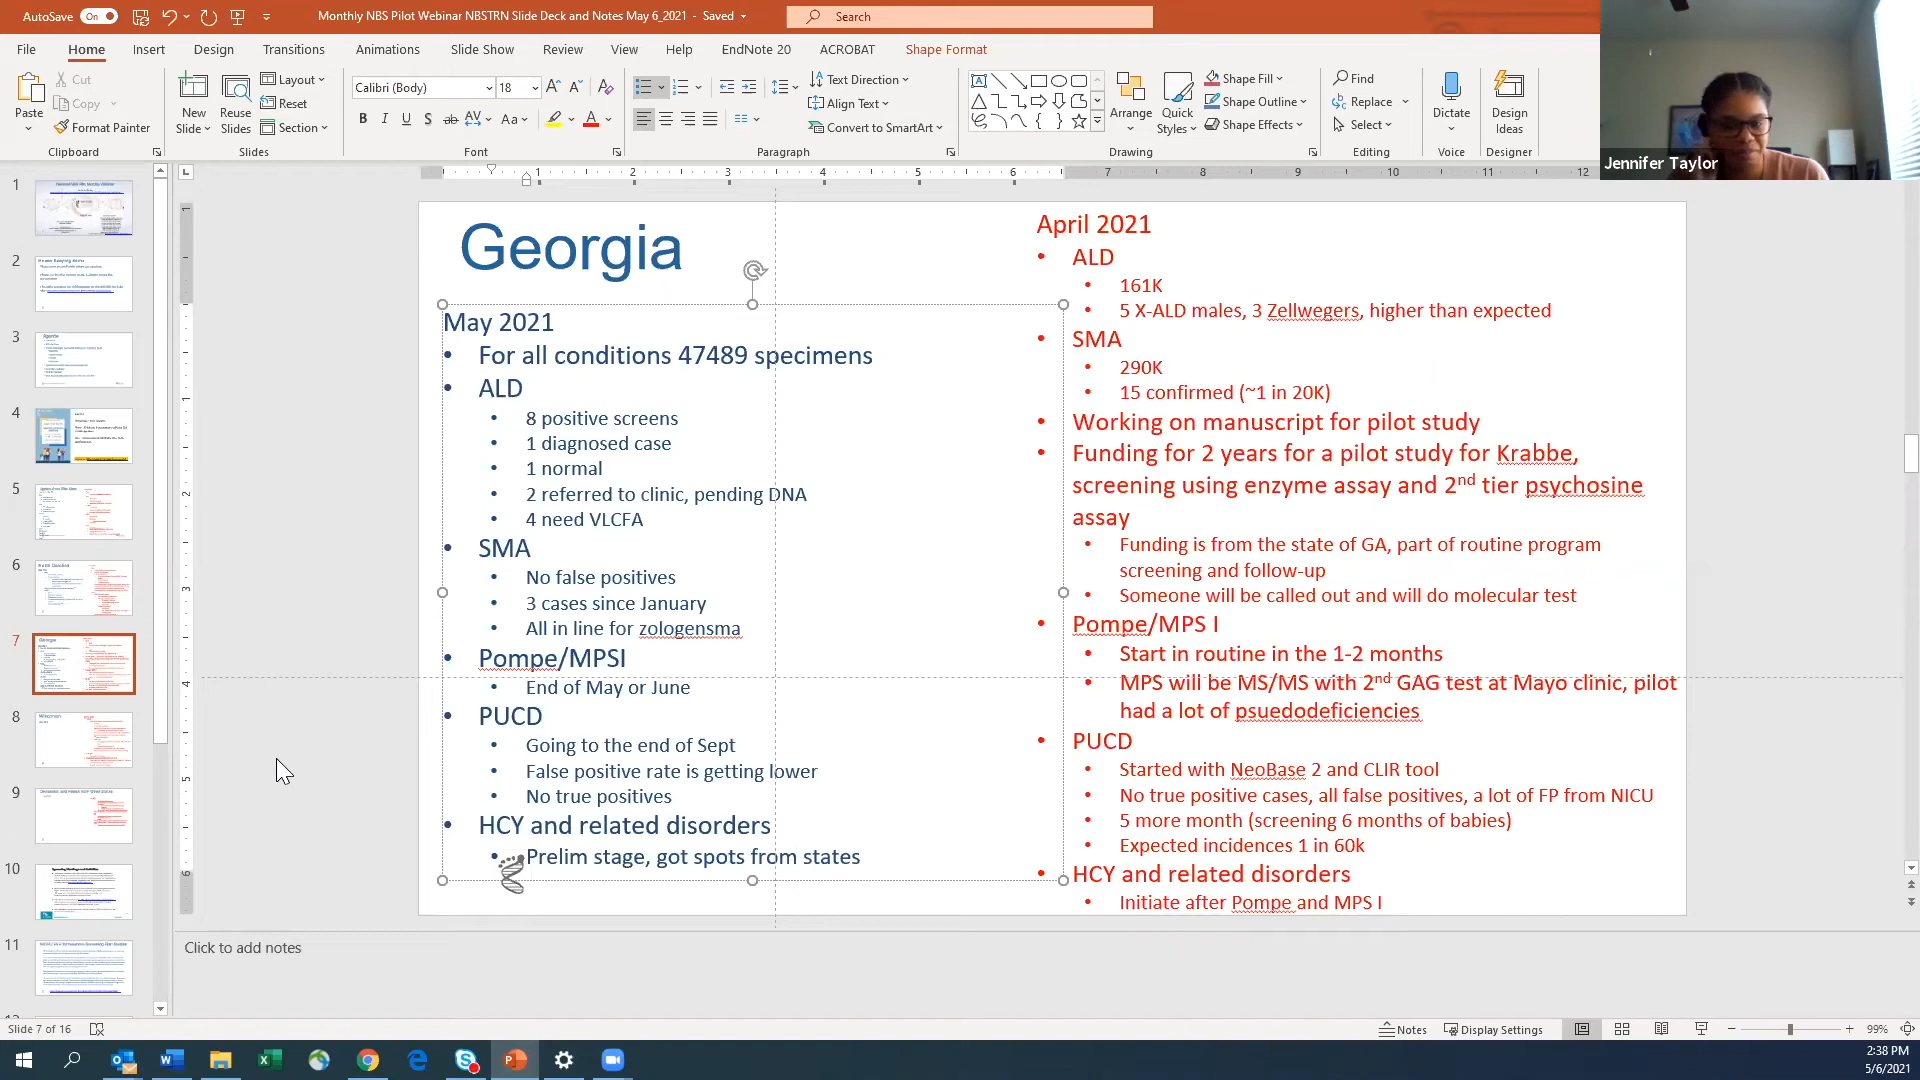 AutoSave On
Monthly NBS Pilot Webinar NBSTRN Slide Deck and Notes May 6_2021 - Saved
Search
File Home Insert Design Transitions Animations Slide Show Review View Help EndNote 20 ACROBAT Shape Format
Paste
Cut
Copy
Format Painter
Clipboard
New Slide
Reuse Slides
Layout
Reset
Section
Slides
Calibri (Body) 18
Font
Text Direction
Align Text
Convert to SmartArt
Paragraph
Arrange
Quick Styles
Shape Fill
Shape Outline
Shape Effects
Drawing
Find
Replace
Select
Editing
Dictate
Voice
Design Ideas
Designer
Jennifer Taylor
Georgia
May 2021
• For all conditions 47489 specimens
• ALD
• 8 positive screens
• 1 diagnosed case
• 1 normal
• 2 referred to clinic, pending DNA
• 4 need VLCFA
• SMA
• No false positives
• 3 cases since January
• All in line for zologensma
• Pompe/MPSI
• End of May or June
• PUCD
• Going to the end of Sept
• False positive rate is getting lower
• No true positives
• HCY and related disorders
• Prelim stage, got spots from states
April 2021
• ALD
• 161K
• 5 X-ALD males, 3 Zellwegers, higher than expected
• SMA
• 290K
• 15 confirmed (~1 in 20K)
• Working on manuscript for pilot study
• Funding for 2 years for a pilot study for Krabbe,
screening using enzyme assay and 2nd tier psychosine
assay
• Funding is from the state of GA, part of routine program
screening and follow-up
• Someone will be called out and will do molecular test
• Pompe/MPS I
• Start in routine in the 1-2 months
• MPS will be MS/MS with 2nd GAG test at Mayo clinic, pilot
had a lot of psuedodeficiencies
• PUCD
• Started with NeoBase 2 and CLIR tool
• No true positive cases, all false positives, a lot of FP from NICU
• 5 more month (screening 6 months of babies)
• Expected incidences 1 in 60k
• HCY and related disorders
• Initiate after Pompe and MPS I
1
2
3
4
5
6
7
8
9
10
11
Click to add notes
Slide 7 of 16
Notes
Display Settings
99%
2:38 PM
5/6/2021